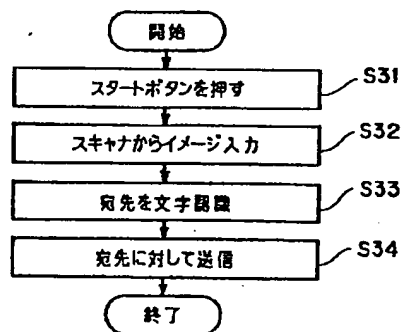 開始
スタートボタンを押す
S31
スキャナからイメージ入力
S32
宛先を文字認識
S33
宛先に対して送信
S34
終了